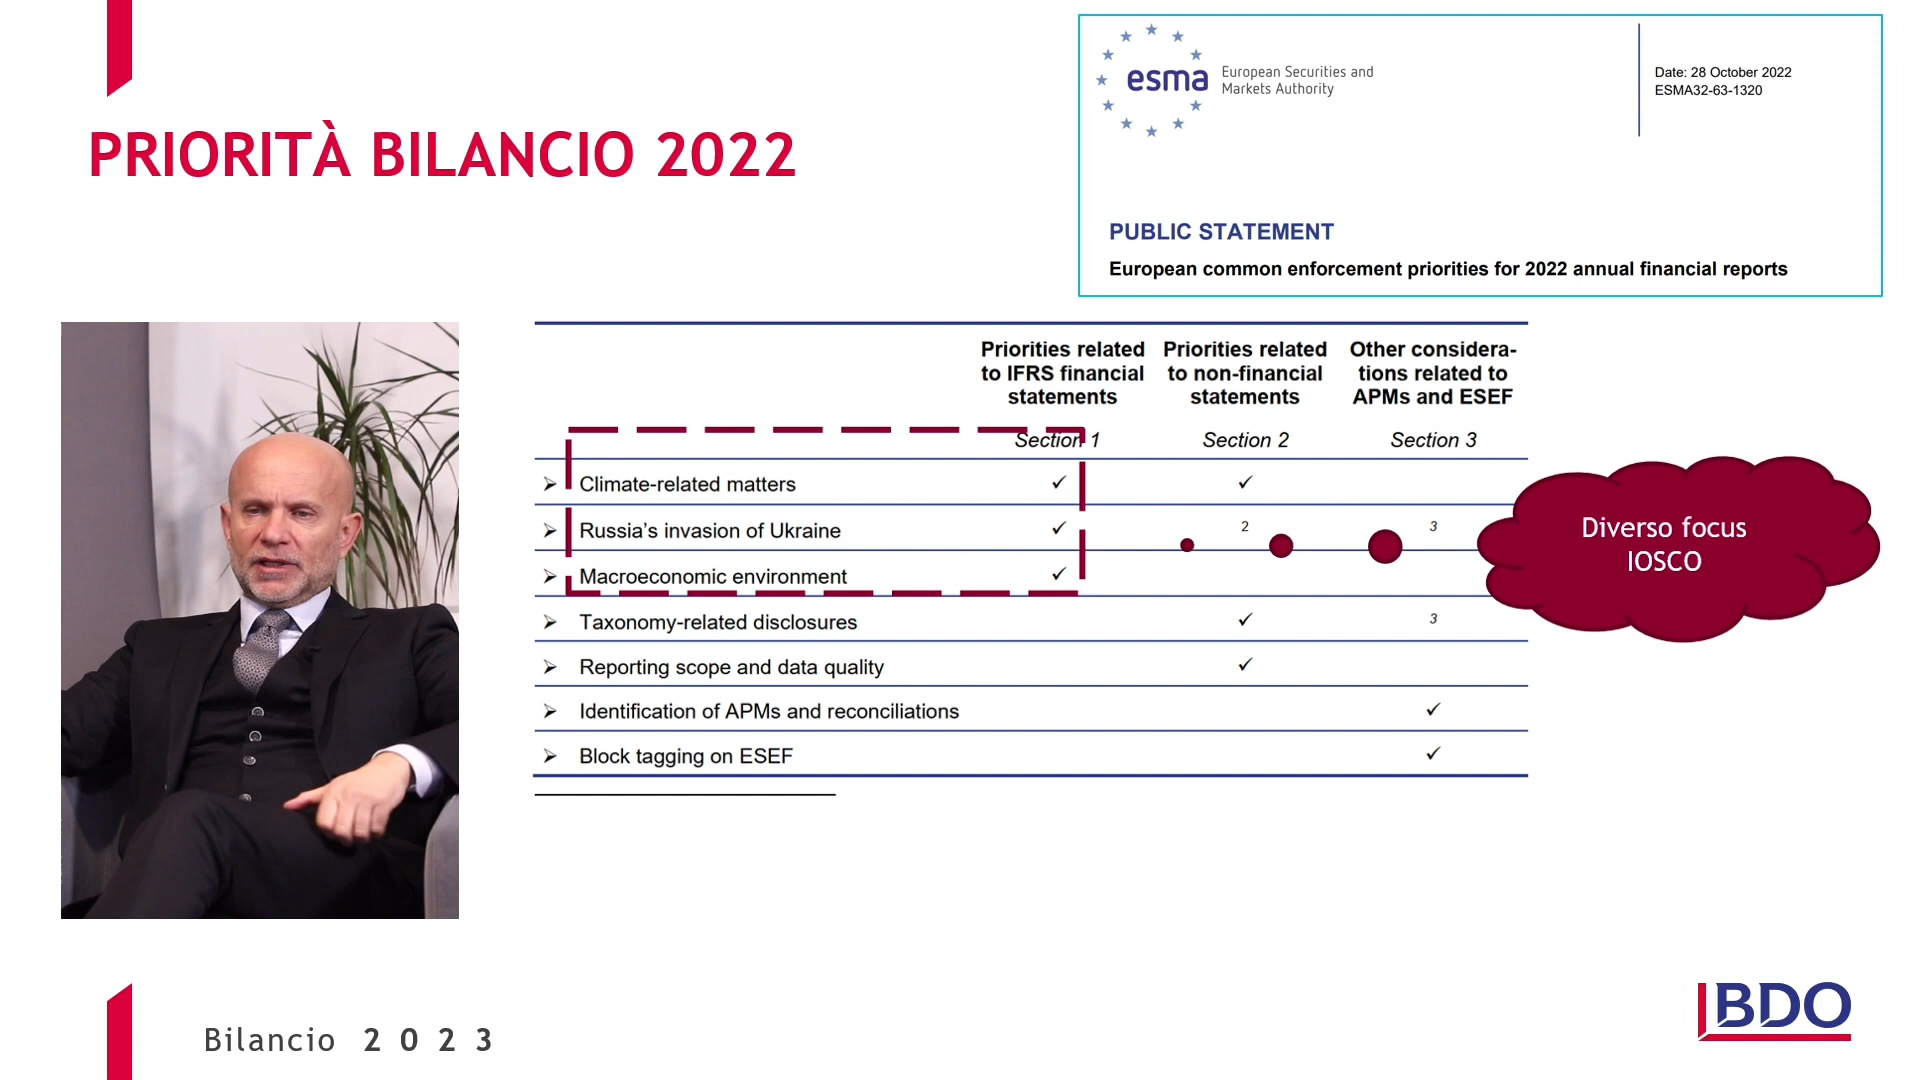 PRIORITÀ BILANCIO 2022
esma European Securities and
Markets Authority
Date: 28 October 2022
ESMA32-63-1320
PUBLIC STATEMENT
European common enforcement priorities for 2022 annual financial reports
Priorities related
to IFRS financial
statements
Priorities related
to non-financial
statements
Other considera-
tions related to
APMs and ESEF
Section 1 Section 2 Section 3
➢ Climate-related matters ✓ ✓
➢ Russia’s invasion of Ukraine ✓ 2 3
➢ Macroeconomic environment ✓
➢ Taxonomy-related disclosures ✓ 3
➢ Reporting scope and data quality ✓
➢ Identification of APMs and reconciliations ✓
➢ Block tagging on ESEF ✓
Diverso focus
IOSCO
Bilancio 2023
BDO